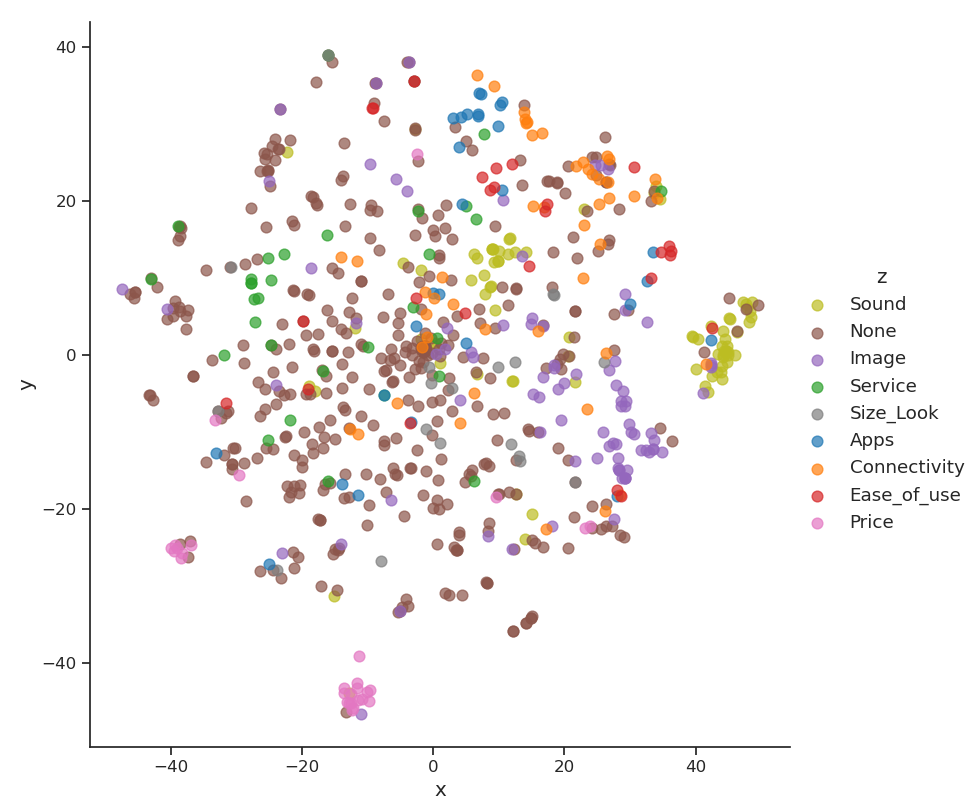 40
20
0
−20
−40
y
−40
−20
0
20
40
x
z
Sound
None
Image
Service
Size_Look
Apps
Connectivity
Ease_of_use
Price